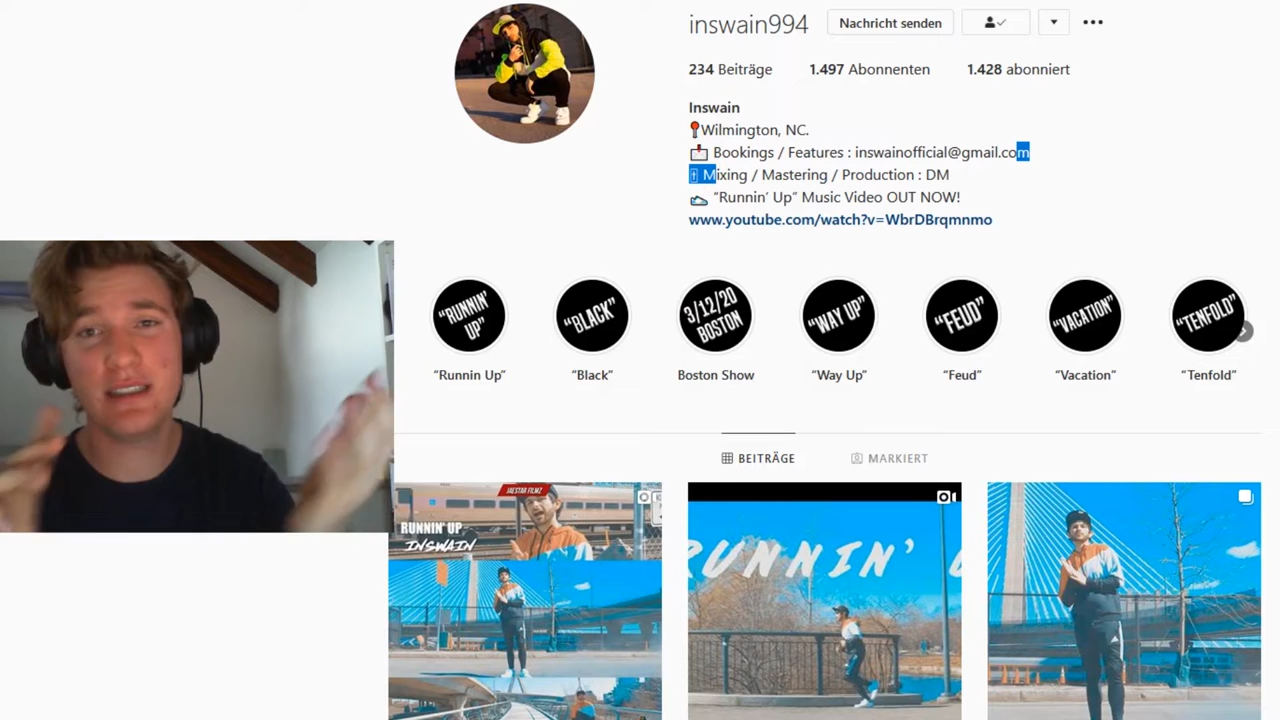 inswain994 Nachricht senden
234 Beiträge 1.497 Abonnenten 1.428 abonniert
Inswain
Wilmington, NC.
Bookings / Features : inswainofficial@gmail.com
Mixing / Mastering / Production : DM
“Runnin’ Up” Music Video OUT NOW!
www.youtube.com/watch?v=WbrDBrqmnmo
“RUNNIN’
UP”
“BLACK”
3/12/20
BOSTON
“WAY UP”
“FEUD”
“VACATION”
“TENFOLD”
“Runnin Up” “Black” Boston Show “Way Up” “Feud” “Vacation” “Tenfold”
BEITRÄGE MARKIERT
JAESTAR FILMZ
RUNNIN' UP
INSWAIN
RUNNIN’